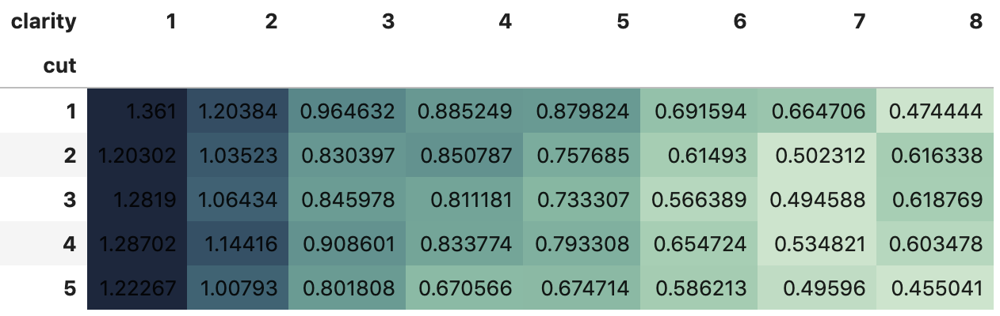 clarity 1 2 3 4 5 6 7 8
cut
1 1.361 1.20384 0.964632 0.885249 0.879824 0.691594 0.664706 0.474444
2 1.20302 1.03523 0.830397 0.850787 0.757685 0.61493 0.502312 0.616338
3 1.2819 1.06434 0.845978 0.811181 0.733307 0.566389 0.494588 0.618769
4 1.28702 1.14416 0.908601 0.833774 0.793308 0.654724 0.534821 0.603478
5 1.22267 1.00793 0.801808 0.670566 0.674714 0.586213 0.49596 0.455041